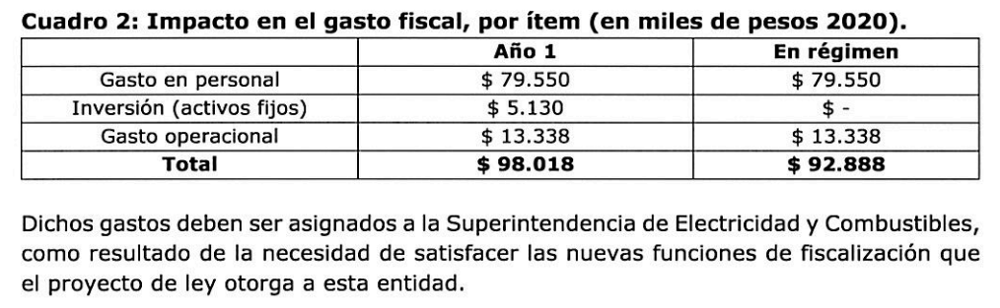 Cuadro 2: Impacto en el gasto fiscal, por ítem (en miles de pesos 2020).
Año 1 En régimen
Gasto en personal $ 79.550 $ 79.550
Inversión (activos fijos) $ 5.130 $ -
Gasto operacional $ 13.338 $ 13.338
Total $ 98.018 $ 92.888
Dichos gastos deben ser asignados a la Superintendencia de Electricidad y Combustibles,
como resultado de la necesidad de satisfacer las nuevas funciones de fiscalización que
el proyecto de ley otorga a esta entidad.